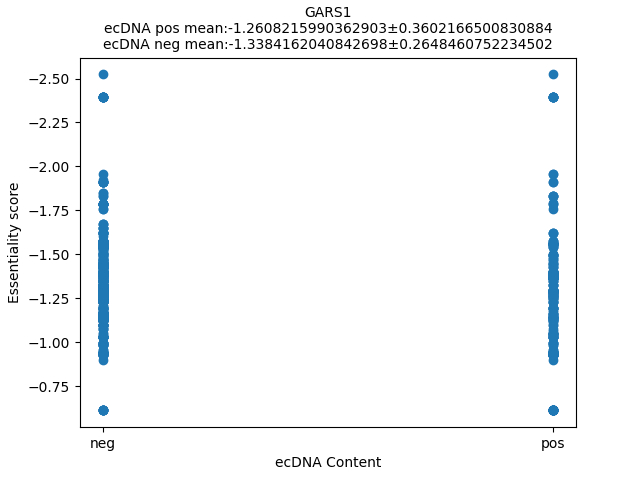 GARS1
ecDNA pos mean:-1.2608215990362903±0.3602166500830884
ecDNA neg mean:-1.3384162040842698±0.2648460752234502
−2.50
−2.25
−2.00
−1.75
−1.50
−1.25
−1.00
−0.75
Essentiality score
neg pos
ecDNA Content